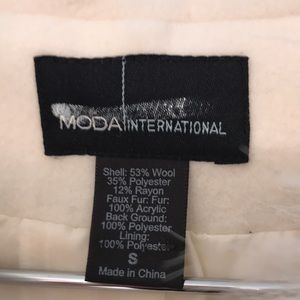 MODA INTERNATIONAL
Shell: 53% Wool
35% Polyester
12% Rayon
Faux Fur: Fur:
100% Acrylic
Back Ground:
100% Polyester
Lining:
100% Polyester
S
Made in China